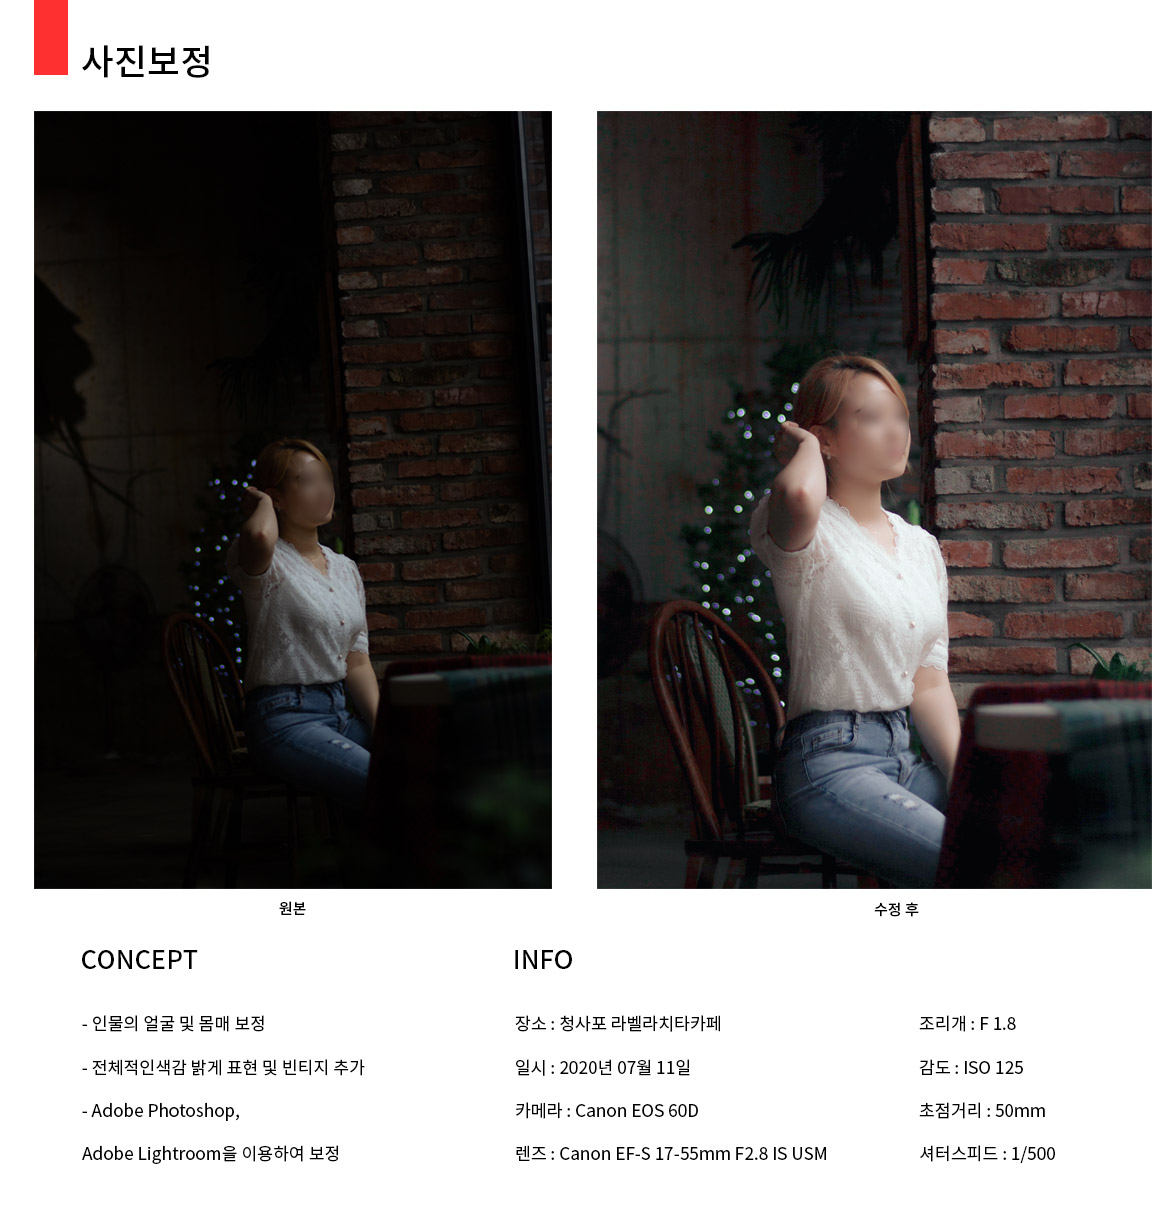 사진보정
원본
수정 후
CONCEPT
- 인물의 얼굴 및 몸매 보정
- 전체적인색감 밝게 표현 및 빈티지 추가
- Adobe Photoshop,
Adobe Lightroom을 이용하여 보정
INFO
장소 : 청사포 라벨라치타카페
일시 : 2020년 07월 11일
카메라 : Canon EOS 60D
렌즈 : Canon EF-S 17-55mm F2.8 IS USM
조리개 : F 1.8
감도 : ISO 125
초점거리 : 50mm
셔터스피드 : 1/500